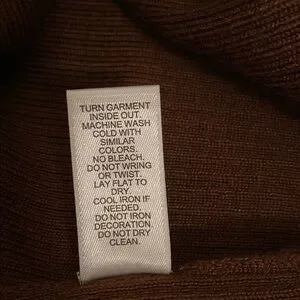 TURN GARMENT
INSIDE OUT.
MACHINE WASH
COLD WITH
SIMILAR
COLORS.
NO BLEACH.
DO NOT WRING
OR TWIST.
LAY FLAT TO
DRY.
COOL IRON IF
NEEDED.
DO NOT IRON
DECORATION.
DO NOT DRY
CLEAN.